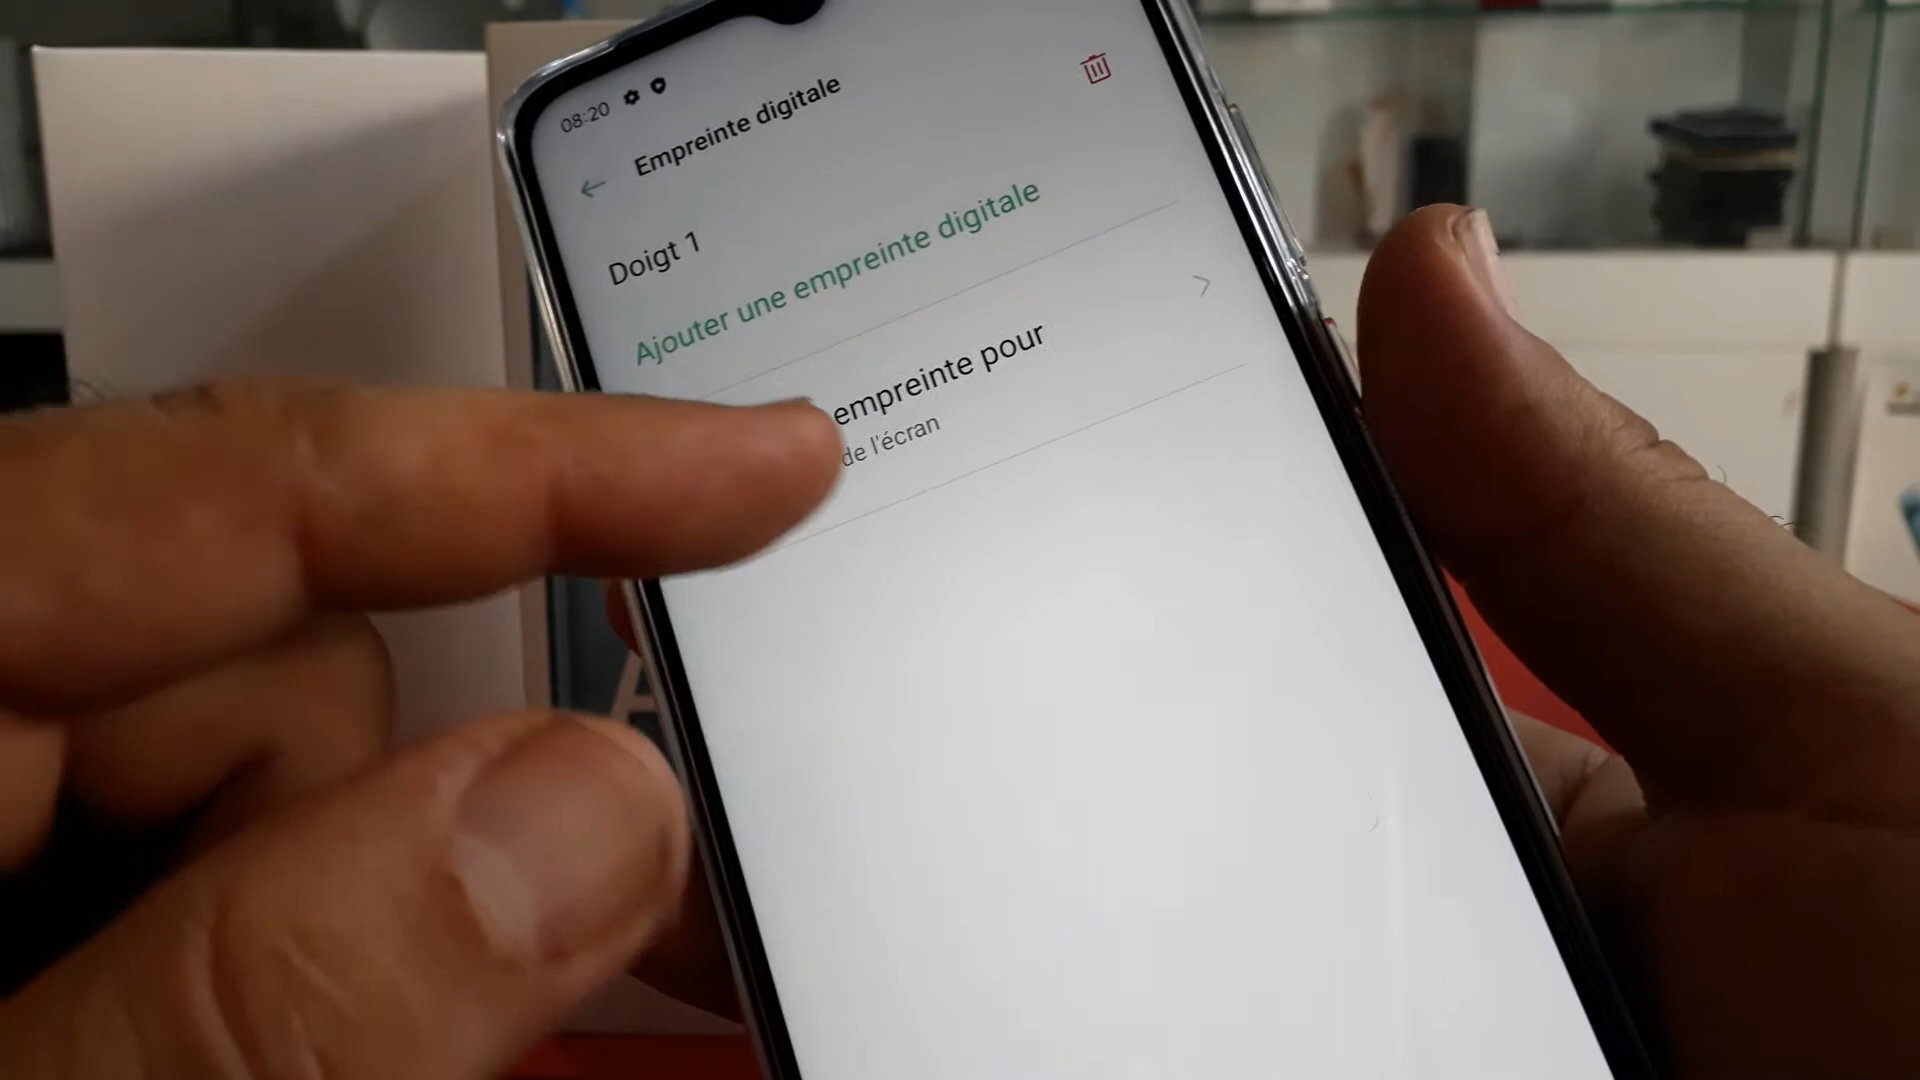 08:20
Empreinte digitale
Doigt 1
Ajouter une empreinte digitale
empreinte pour
de l'écran